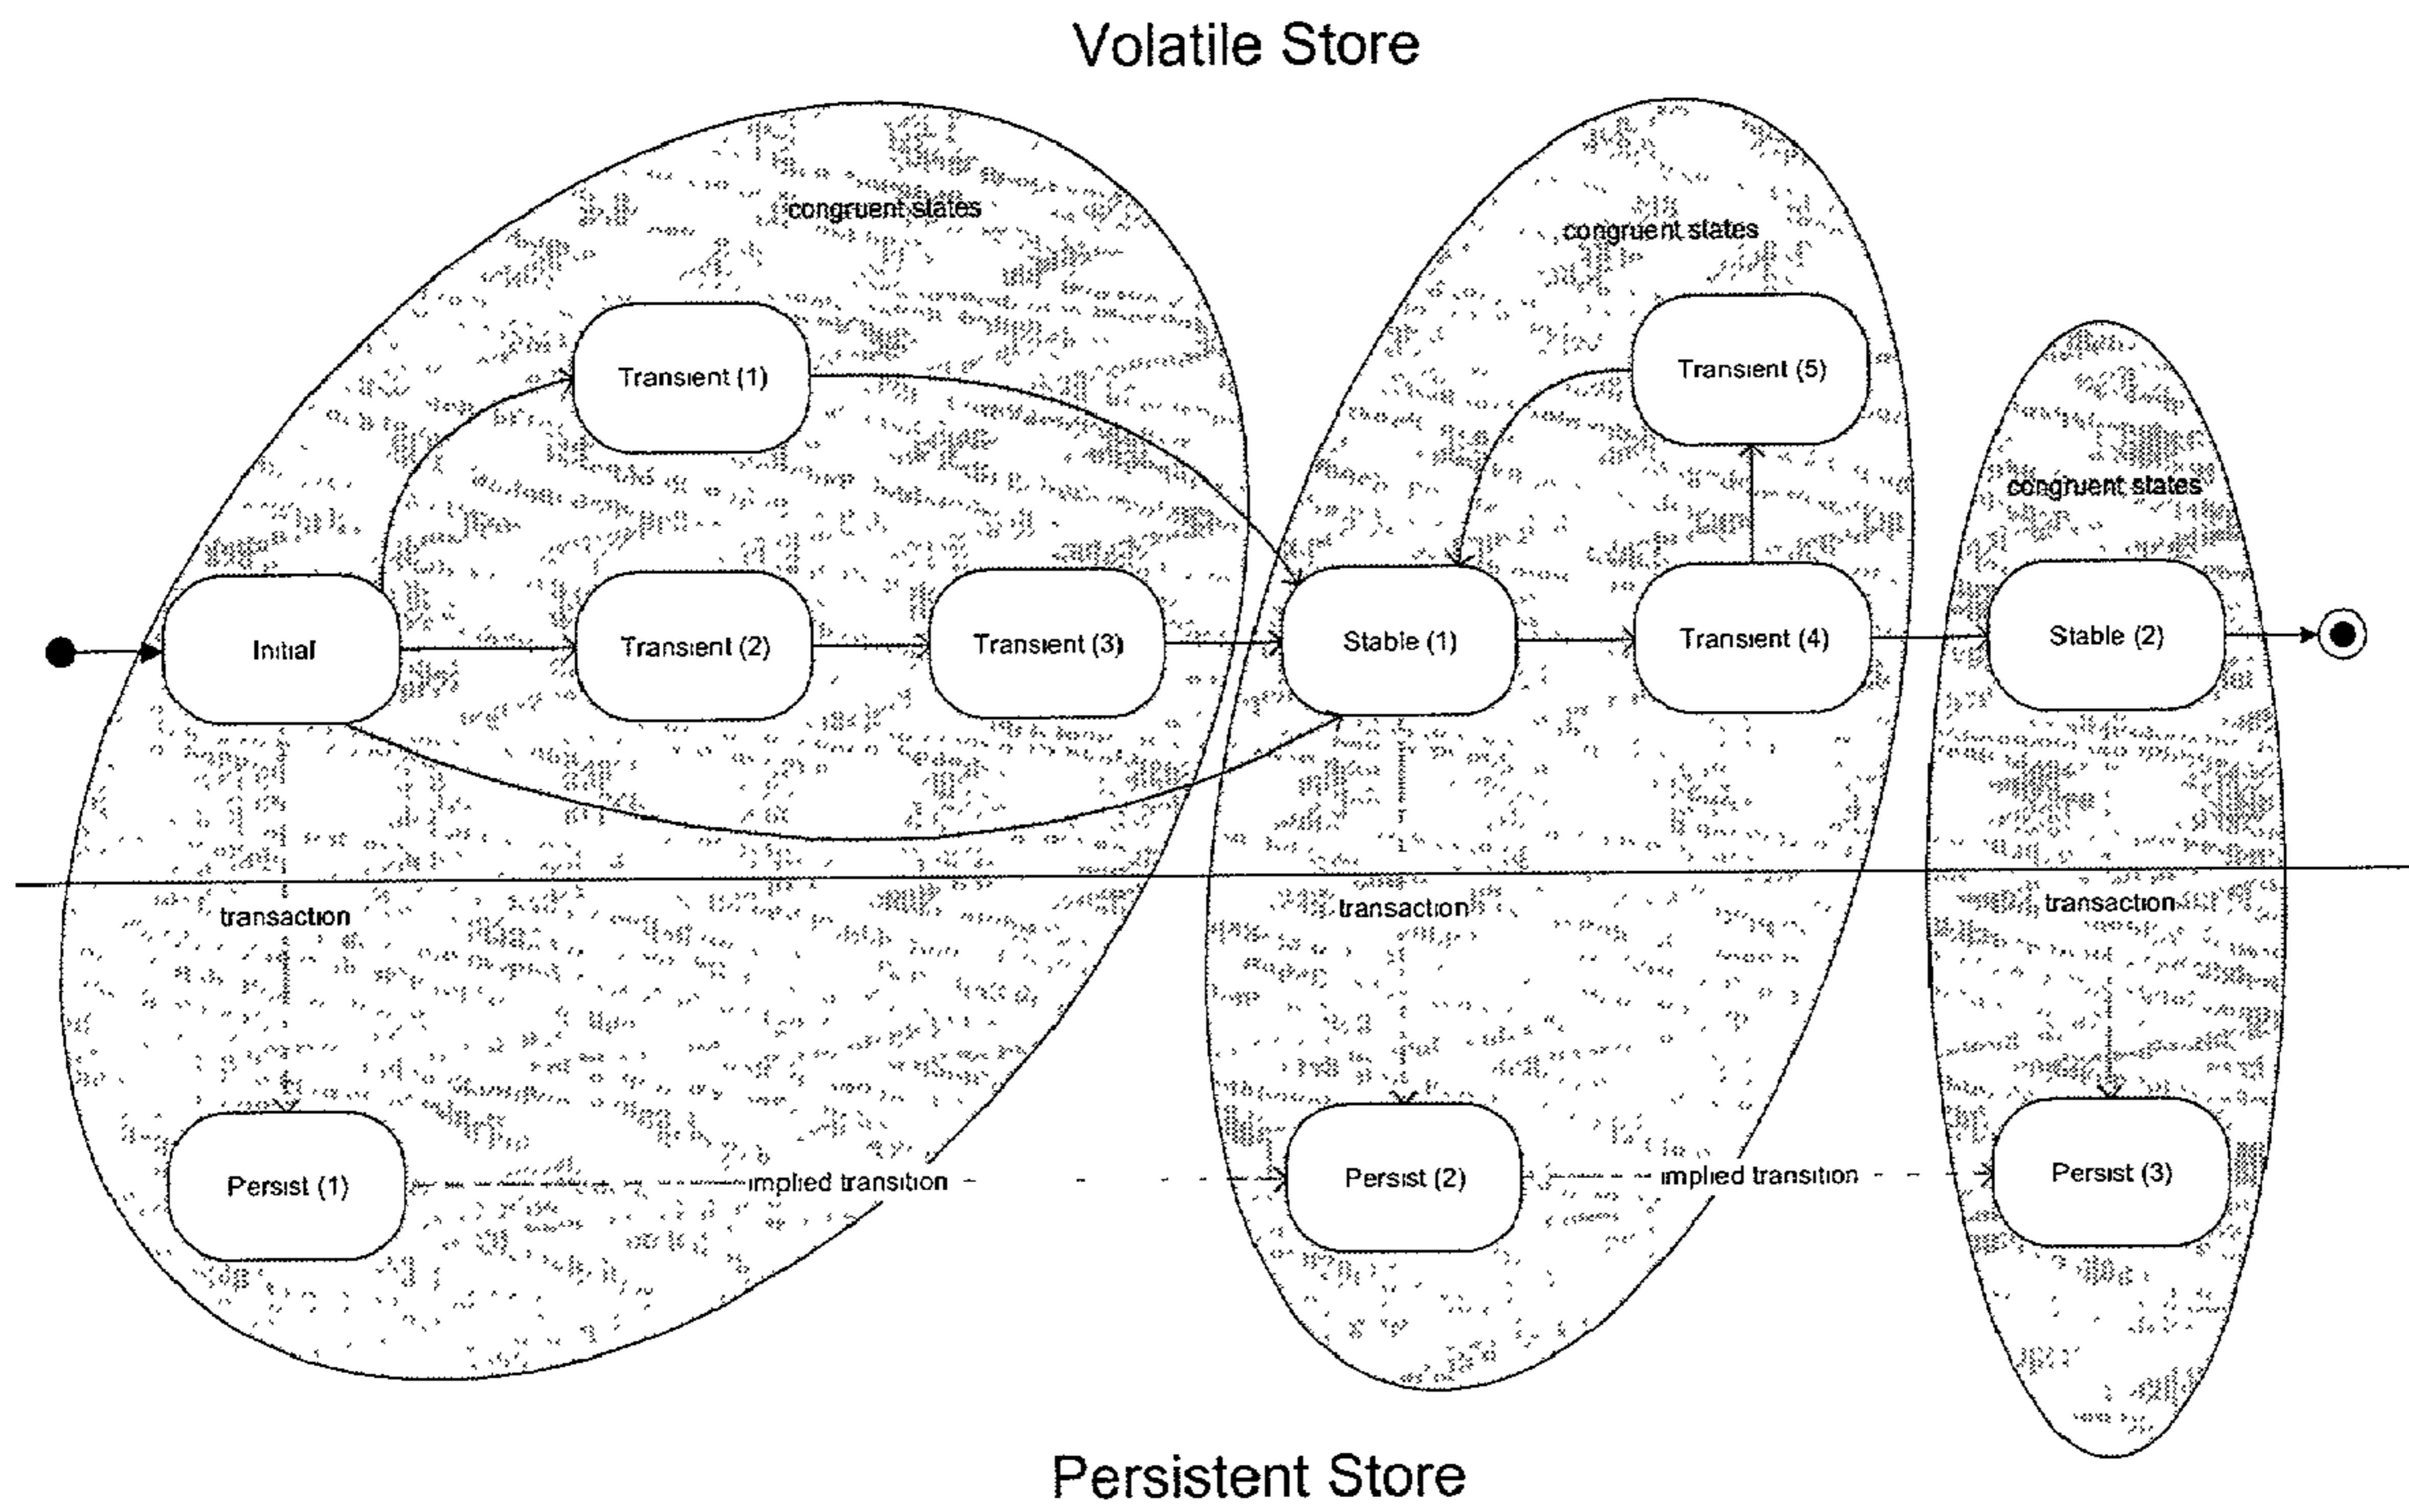 Volatile Store
congruent states
congruent states
Transient (5)
Transient (1)
congruent states
Initial
Transient (2)
Transient (3)
Stable (1)
Transient (4)
Stable (2)
transaction
transaction
transaction
Persist (1)
implied transition
Persist (2)
implied transition
Persist (3)
Persistent Store